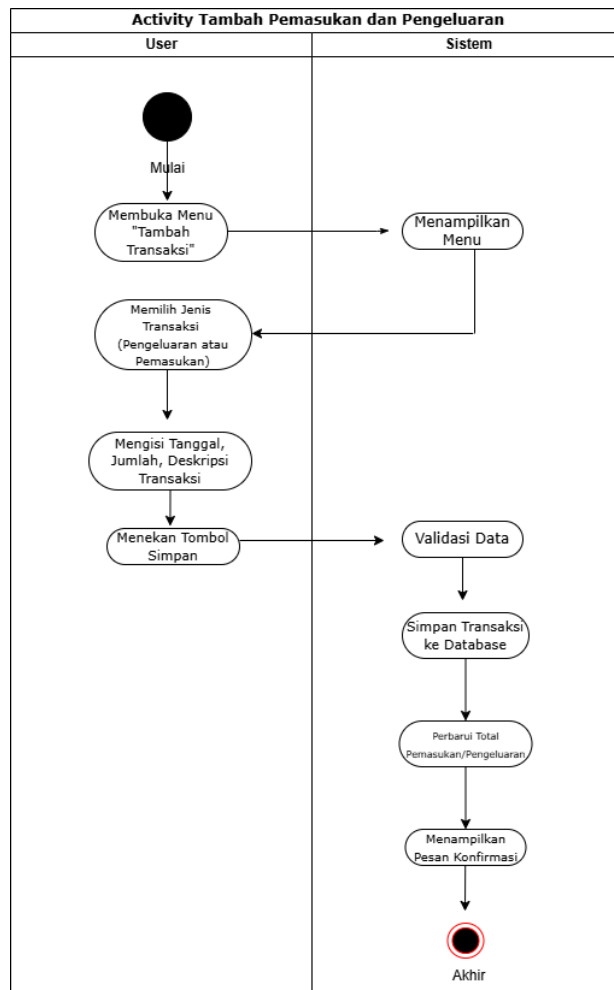 Activity Tambah Pemasukan dan Pengeluaran
User
Sistem
Mulai
Membuka Menu
"Tambah
Transaksi"
Menampilkan
Menu
Memilih Jenis
Transaksi
(Pengeluaran atau
Pemasukan)
Mengisi Tanggal,
Jumlah, Deskripsi
Transaksi
Menekan Tombol
Simpan
Validasi Data
Simpan Transaksi
ke Database
Perbarui Total
Pemasukan/Pengeluaran
Menampilkan
Pesan Konfirmasi
Akhir